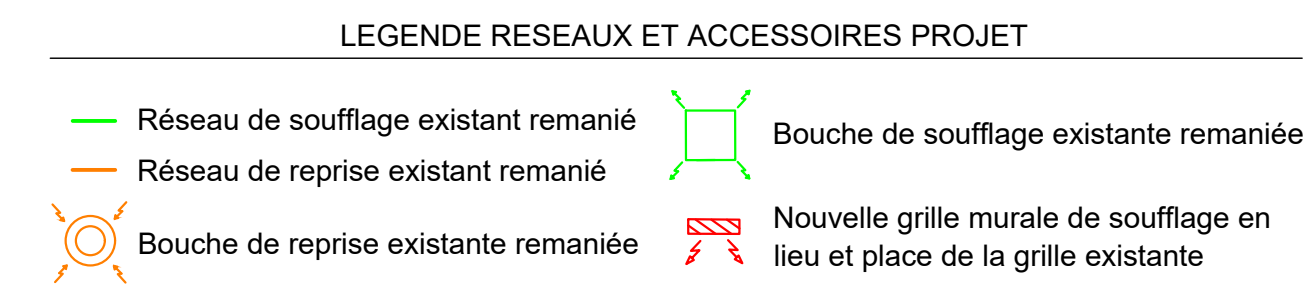 LEGENDE RESEAUX ET ACCESSOIRES PROJET
Réseau de soufflage existant remanié
Réseau de reprise existant remanié
Bouche de reprise existante remaniée
Bouche de soufflage existante remaniée
Nouvelle grille murale de soufflage en
lieu et place de la grille existante